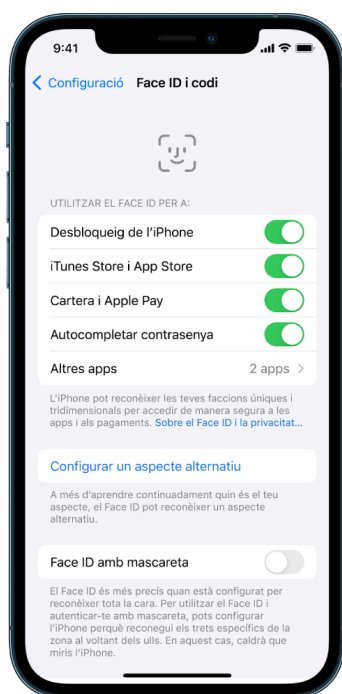 9:41
Configuració Face ID i codi
UTILITZAR EL FACE ID PER A:
Desbloqueig de l'iPhone
iTunes Store i App Store
Cartera i Apple Pay
Autocompletar contrasenya
Altres apps 2 apps
L'iPhone pot reconèixer les teves faccions úniques i
tridimensionals per accedir de manera segura a les
apps i als pagaments. Sobre el Face ID i la privacitat...
Configurar un aspecte alternatiu
A més d'aprendre continuadament quin és el teu
aspecte, el Face ID pot reconèixer un aspecte
alternatiu.
Face ID amb mascareta
El Face ID és més precís quan està configurat per
reconèixer tota la cara. Per utilitzar el Face ID i
autenticar-te amb mascareta, pots configurar
l'iPhone perquè reconegui els trets específics de la
zona al voltant dels ulls. En aquest cas, caldrà que
miris l'iPhone.